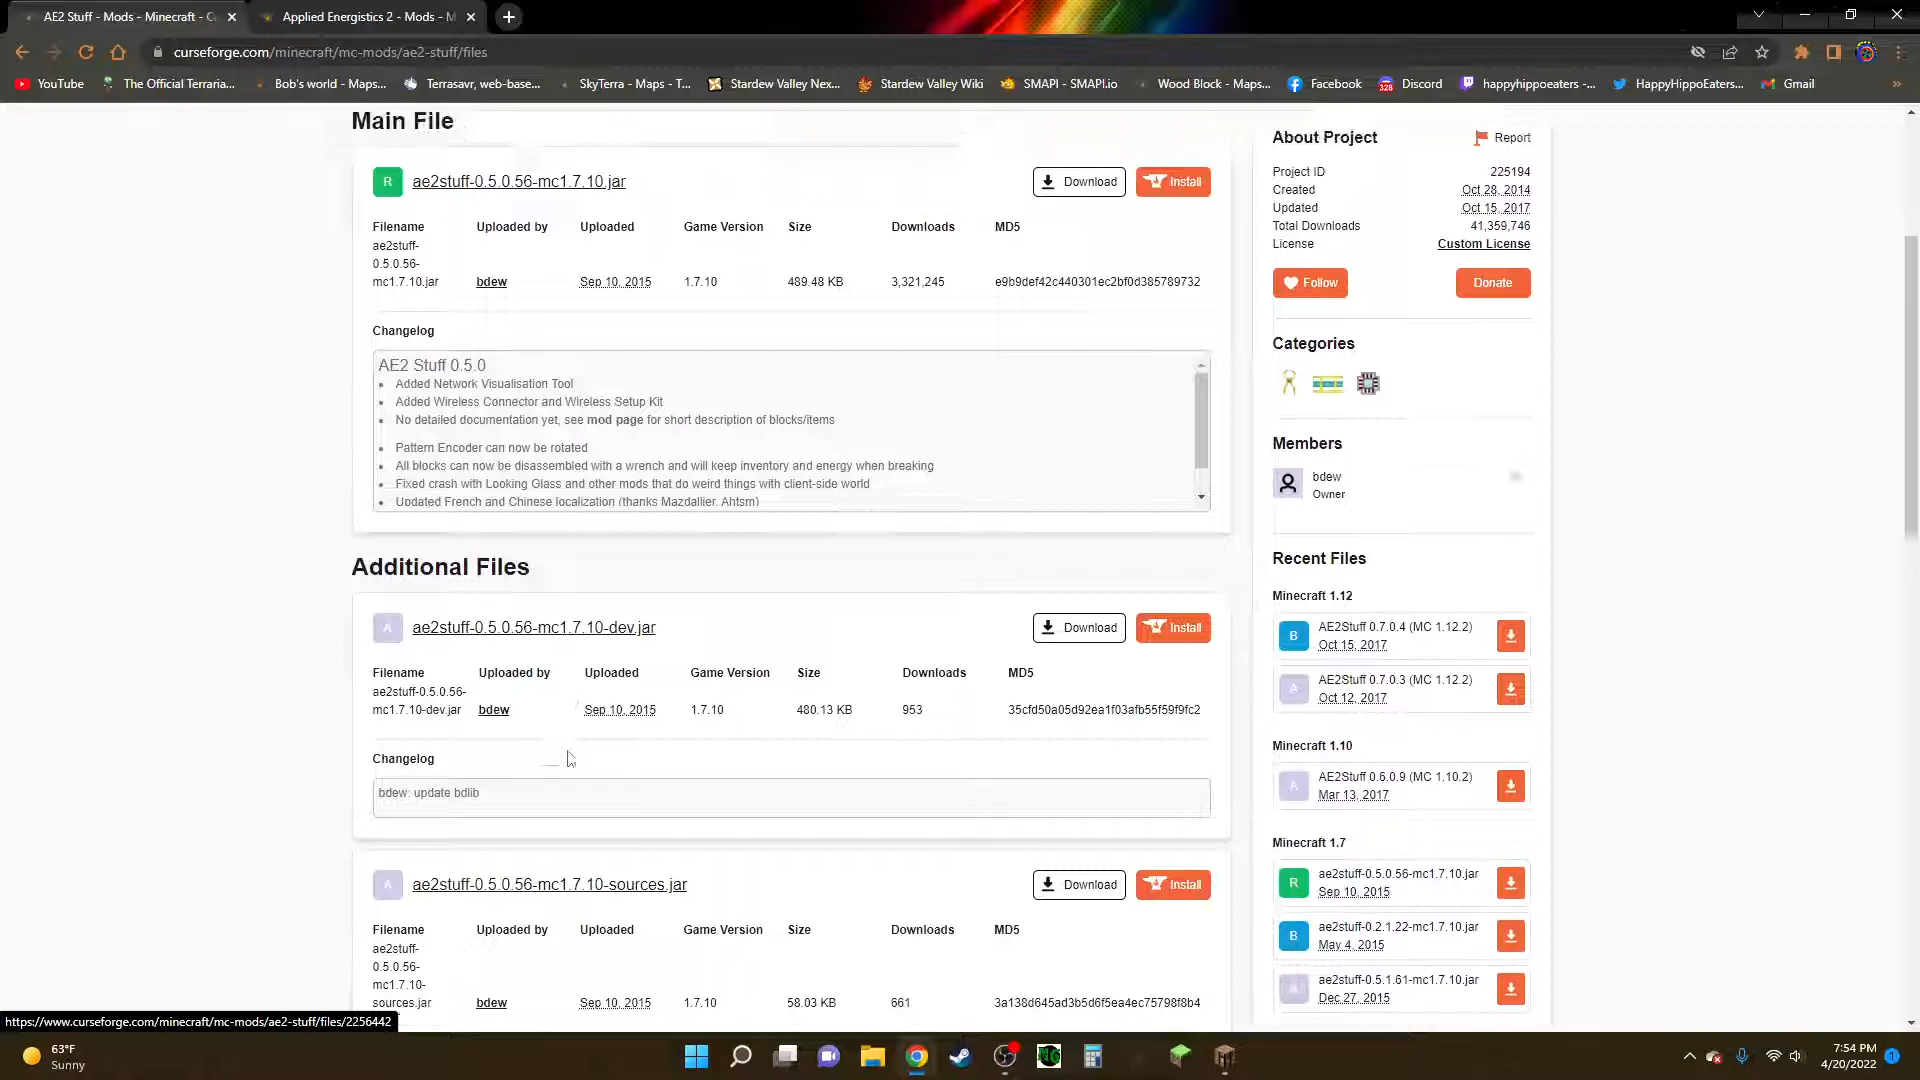 AE2 Stuff - Mods - Minecraft - C
Applied Energistics 2 - Mods - M
curseforge.com/minecraft/mc-mods/ae2-stuff/files
YouTube
The Official Terraria...
Bob's world - Maps...
Terrasavr, web-base...
SkyTerra - Maps - T...
Stardew Valley Nex...
Stardew Valley Wiki
SMAPI - SMAPI.io
Wood Block - Maps...
Facebook
328
Discord
happyhippoeaters -...
HappyHippoEaters...
Gmail
»
Main File
R
ae2stuff-0.5.0.56-mc1.7.10.jar
Download
Install
Filename Uploaded by Uploaded Game Version Size Downloads MD5
ae2stuff-
0.5.0.56-
mc1.7.10.jar bdew Sep 10, 2015 1.7.10 489.48 KB 3,321,245 e9b9def42c440301ec2bf0d385789732
Changelog
AE2 Stuff 0.5.0
• Added Network Visualisation Tool
• Added Wireless Connector and Wireless Setup Kit
• No detailed documentation yet, see mod page for short description of blocks/items
• Pattern Encoder can now be rotated
• All blocks can now be disassembled with a wrench and will keep inventory and energy when breaking
• Fixed crash with Looking Glass and other mods that do weird things with client-side world
• Updated French and Chinese localization (thanks Mazdallier, Ahtsm)
Additional Files
A
ae2stuff-0.5.0.56-mc1.7.10-dev.jar
Download
Install
Filename Uploaded by Uploaded Game Version Size Downloads MD5
ae2stuff-0.5.0.56-
mc1.7.10-dev.jar bdew Sep 10, 2015 1.7.10 480.13 KB 953 35cfd50a05d92ea1f03afb55f59f9fc2
Changelog
bdew: update bdlib
A
ae2stuff-0.5.0.56-mc1.7.10-sources.jar
Download
Install
Filename Uploaded by Uploaded Game Version Size Downloads MD5
ae2stuff-
0.5.0.56-
mc1.7.10-
sources.jar bdew Sep 10, 2015 1.7.10 58.03 KB 661 3a138d645ad3b5d6f5ea4ec75798f8b4
About Project
Report
Project ID 225194
Created Oct 28, 2014
Updated Oct 15, 2017
Total Downloads 41,359,746
License Custom License
Follow
Donate
Categories
Members
bdew
Owner
Recent Files
Minecraft 1.12
B
AE2Stuff 0.7.0.4 (MC 1.12.2)
Oct 15, 2017
A
AE2Stuff 0.7.0.3 (MC 1.12.2)
Oct 12, 2017
Minecraft 1.10
A
AE2Stuff 0.6.0.9 (MC 1.10.2)
Mar 13, 2017
Minecraft 1.7
R
ae2stuff-0.5.0.56-mc1.7.10.jar
Sep 10, 2015
B
ae2stuff-0.2.1.22-mc1.7.10.jar
May 4, 2015
A
ae2stuff-0.5.1.61-mc1.7.10.jar
Dec 27, 2015
https://www.curseforge.com/minecraft/mc-mods/ae2-stuff/files/2256442
63°F
Sunny
7:54 PM
4/20/2022
1